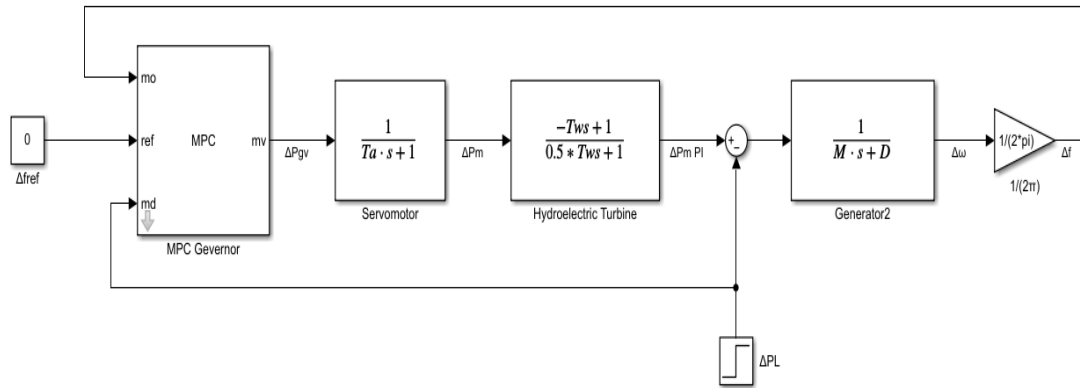 mo
0
ref
MPC
mv
md
Δfref
MPC Gevernor
ΔPgv
1
Ta · s + 1
Servomotor
ΔPm
-Tws + 1
0.5 * Tws + 1
Hydroelectric Turbine
ΔPm Pl
+
-
1
M · s + D
Generator2
Δω
1/(2*pi)
1/(2π)
Δf
ΔPL